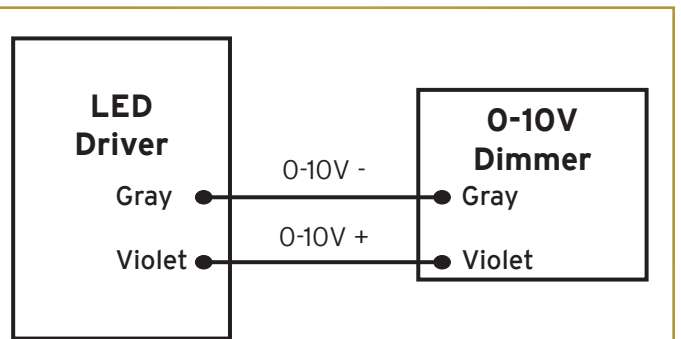 LED
Driver
0-10V
Dimmer
Gray
0-10V -
Gray
Violet
0-10V +
Violet